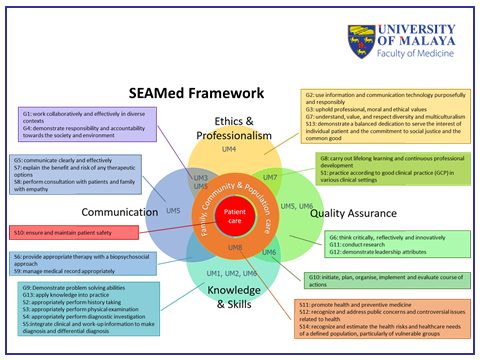 UNIVERSITY
OF MALAYA
Faculty of Medicine
SEAMed Framework
G1: work collaboratively and effectively in diverse
contexts
G4: demonstrate responsibility and accountability
towards the society and environment
G5: communicate clearly and effectively
S7: explain the benefit and risk of any therapeutic
options
S8: perform consultation with patients and family
with empathy
Communication
S10: ensure and maintain patient safety
S6: provide appropriate therapy with a biopsychosocial
approach
S9: manage medical record appropriately
G9: Demonstrate problem solving abilities
G13: apply knowledge into practice
S2: appropriately perform history taking
S3: appropriately perform physical examination
S4: appropriately perform diagnostic investigation
S5:integrate clinical and work-up information to make
diagnosis and differential diagnosis
Ethics &
Professionalism
UM4
UM3
UM5
UM7
UM5
UM5, UM6
Family, Community & Population care
Patient
care
UM8
UM6
UM1, UM2, UM6
Knowledge
& Skills
G2: use information and communication technology purposefully
and responsibly
G3: uphold professional, moral and ethical values
G7: understand, value, and respect diversity and multiculturalism
S13: demonstrate a balanced dedication to serve the interest of
individual patient and the commitment to social justice and the
common good
G8: carry out lifelong learning and continuous professional
development
S1: practice according to good clinical practice (GCP) in
various clinical settings
Quality Assurance
G6: think critically, reflectively and innovatively
G11: conduct research
G12: demonstrate leadership attributes
G10: initiate, plan, organise, implement and evaluate course of
actions
S11: promote health and preventive medicine
S12: recognize and address public concerns and controversial issues
related to health
S14: recognize and estimate the health risks and healthcare needs
of a defined population, particularly of vulnerable groups